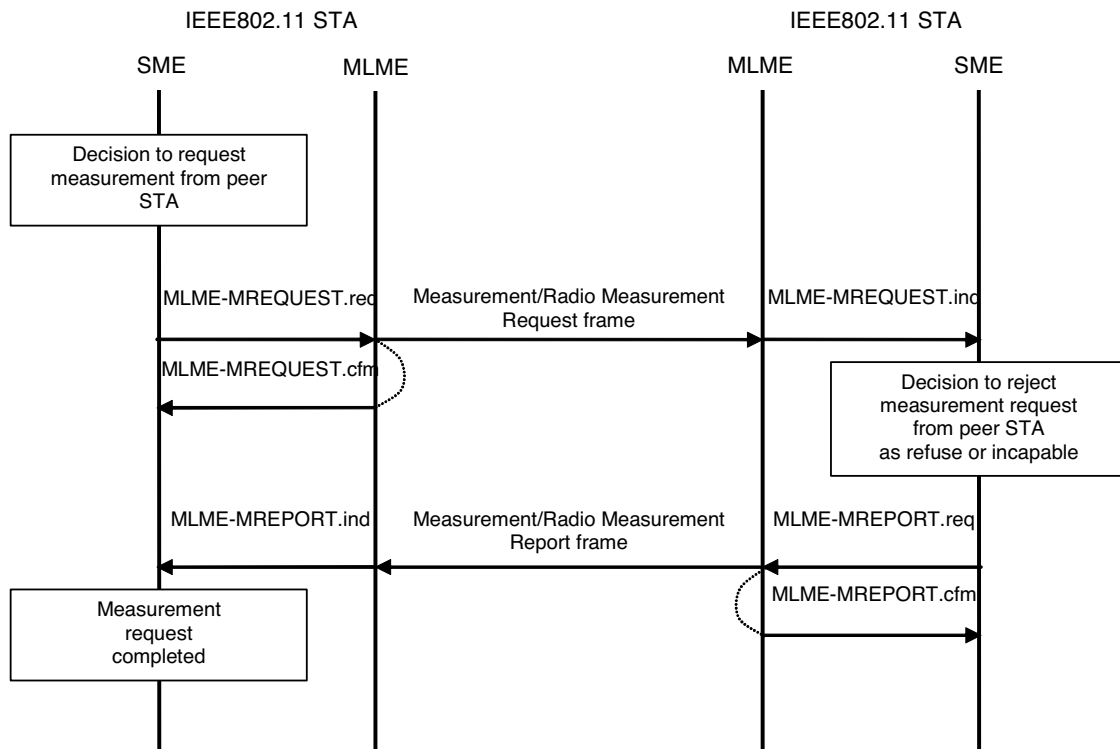 IEEE802.11 STA
IEEE802.11 STA
SME
MLME
MLME
SME
Decision to request
measurement from peer
STA
MLME-MREQUEST.req
Measurement/Radio Measurement
Request frame
MLME-MREQUEST.ind
MLME-MREQUEST.cfm
Decision to reject
measurement request
from peer STA
as refuse or incapable
MLME-MREPORT.ind
Measurement/Radio Measurement
Report frame
MLME-MREPORT.req
MLME-MREPORT.cfm
Measurement
request
completed